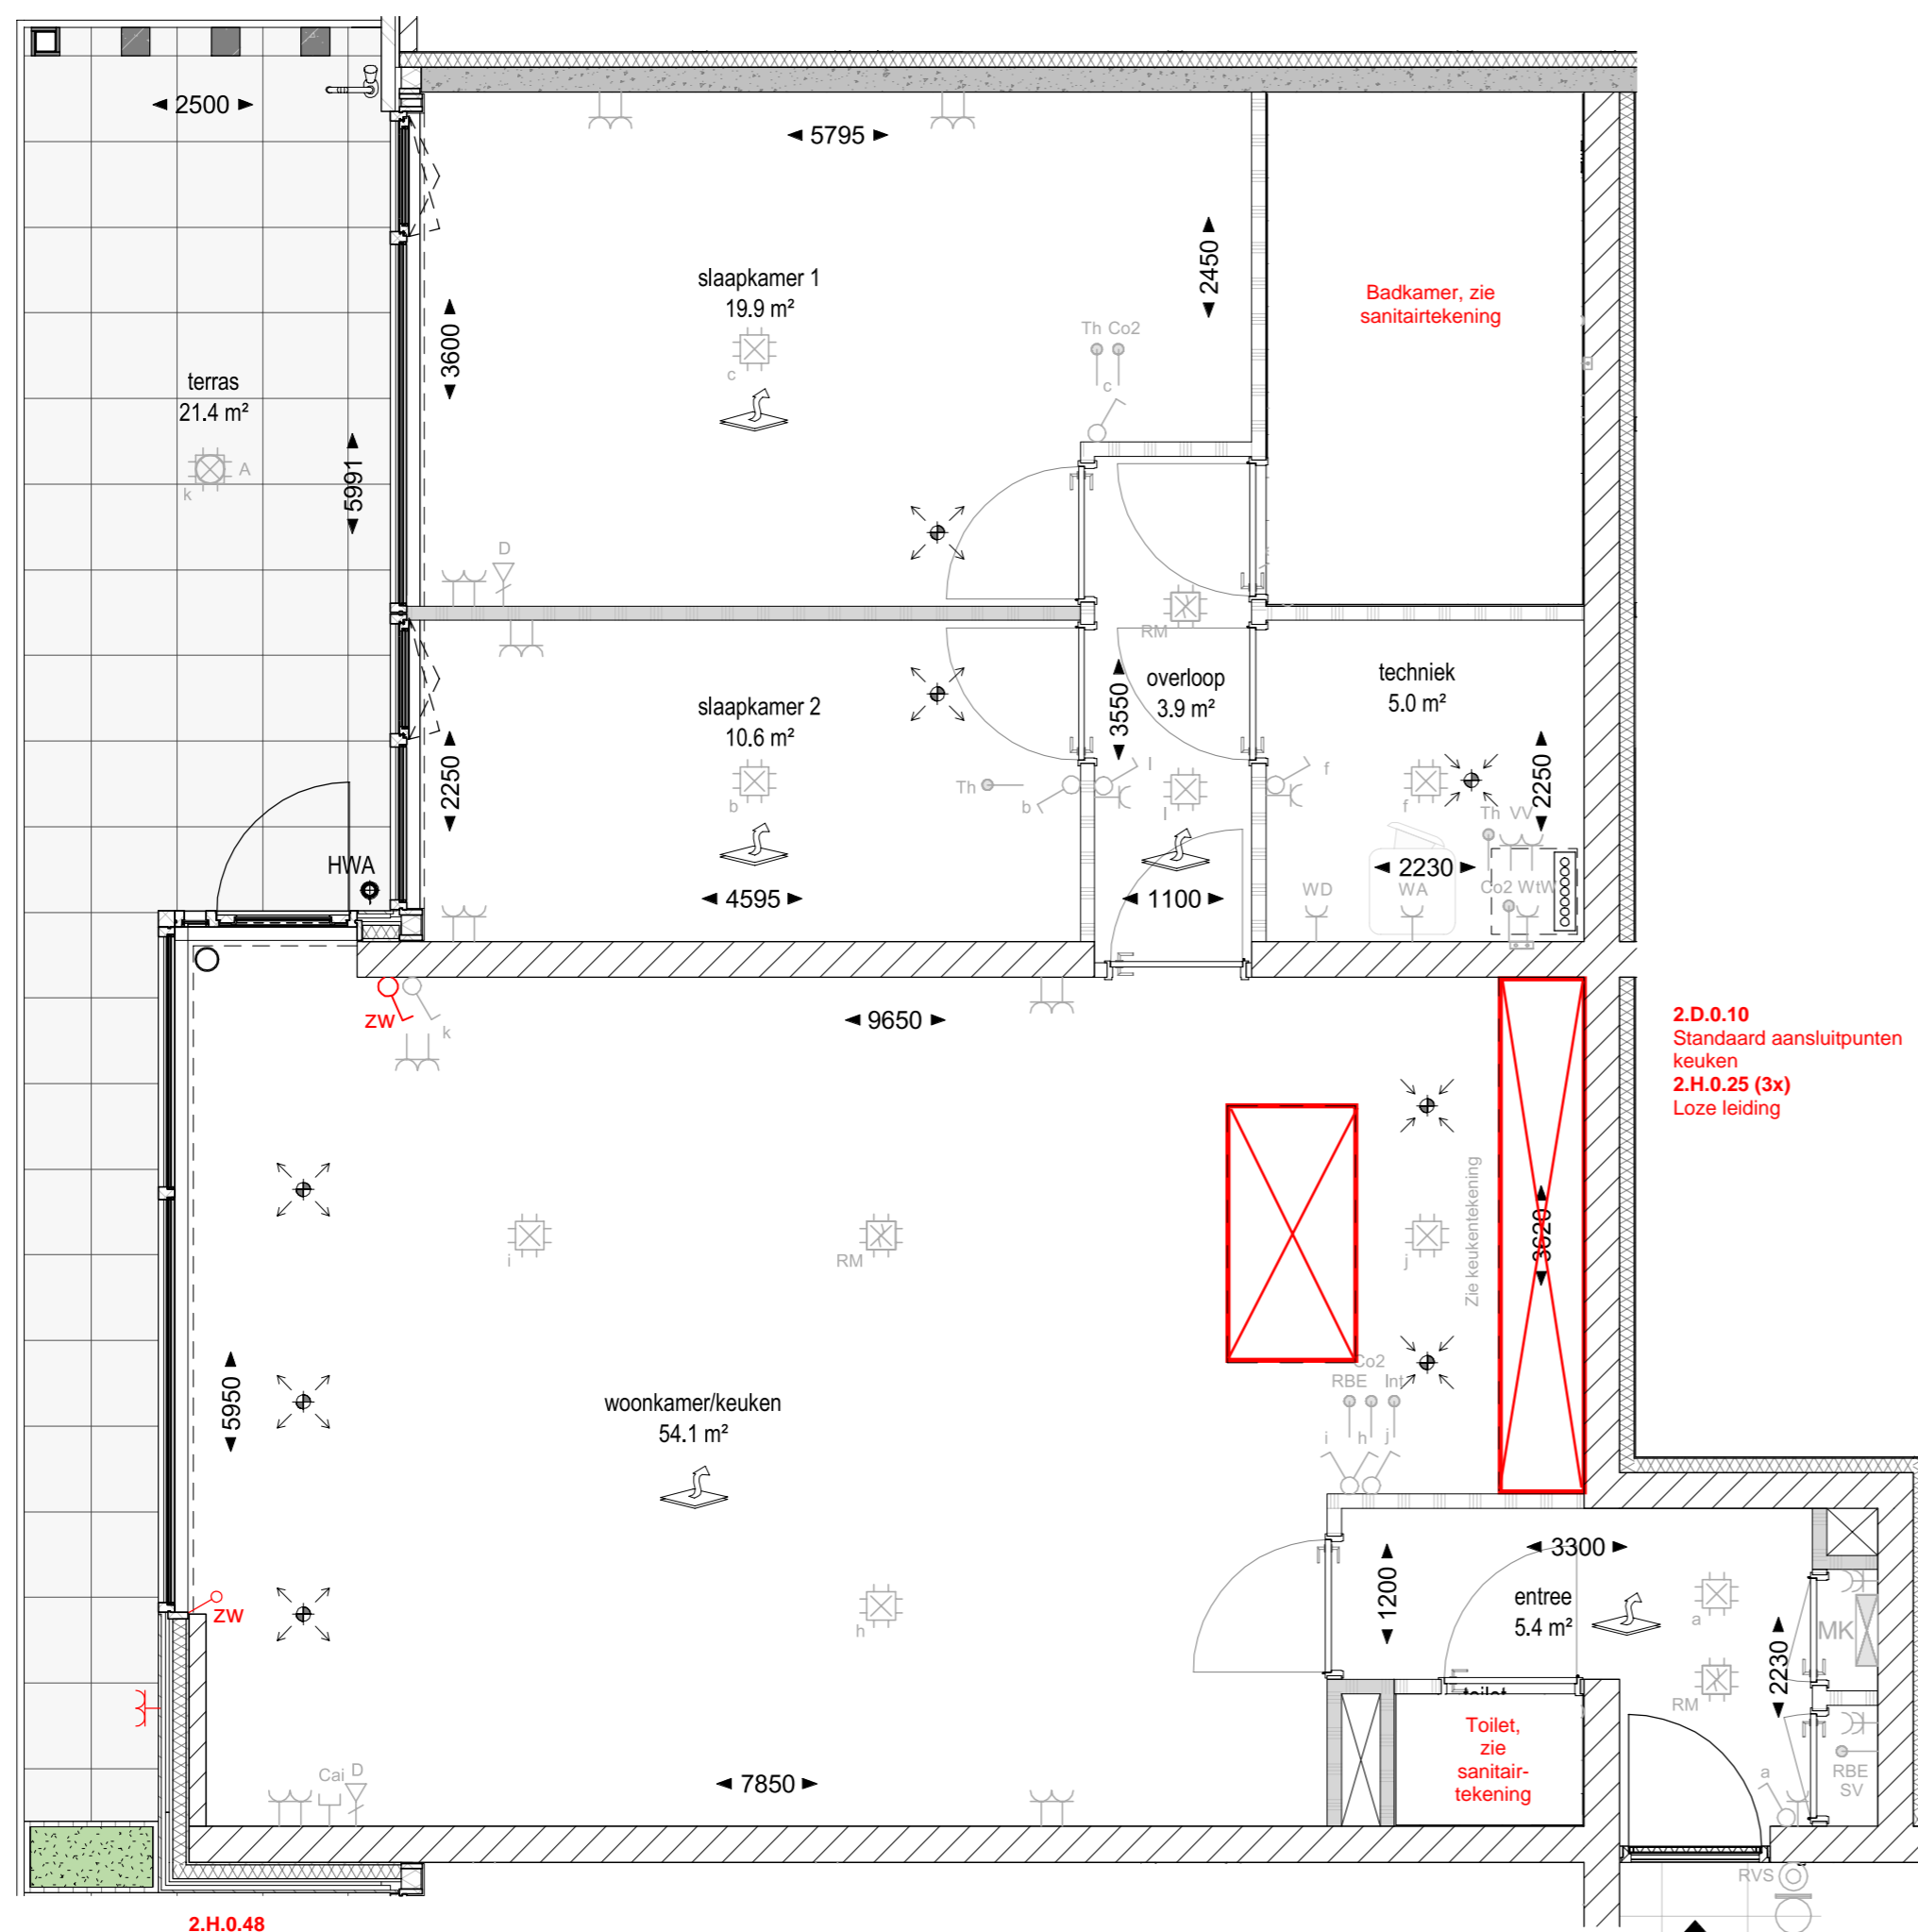 2500
5795
2450
slaapkamer 1
19.9 m²
Badkamer, zie
sanitairtekening
3600
Th Co2
c
c
terras
21.4 m²
A
k
5991
D
RM
slaapkamer 2
10.6 m²
3550
overloop
3.9 m²
techniek
5.0 m²
2250
b
Th
b
l
l
f
f
2250
Th VV
HWA
4595
1100
2230
WD
WA
Co2 WtW
zw
k
9650
2.D.0.10
Standaard aansluitpunten
keuken
2.H.0.25 (3x)
Loze leiding
i
RM
j
Zie keukentekening
3620
5950
woonkamer/keuken
54.1 m²
Co2
RBE
Int
i
h
j
3300
1200
entree
5.4 m²
a
MK
zw
h
2230
RM
toilet
Toilet,
zie
sanitair-
tekening
Cai
D
7850
a
RBE
SV
RVS
2.H.0.48